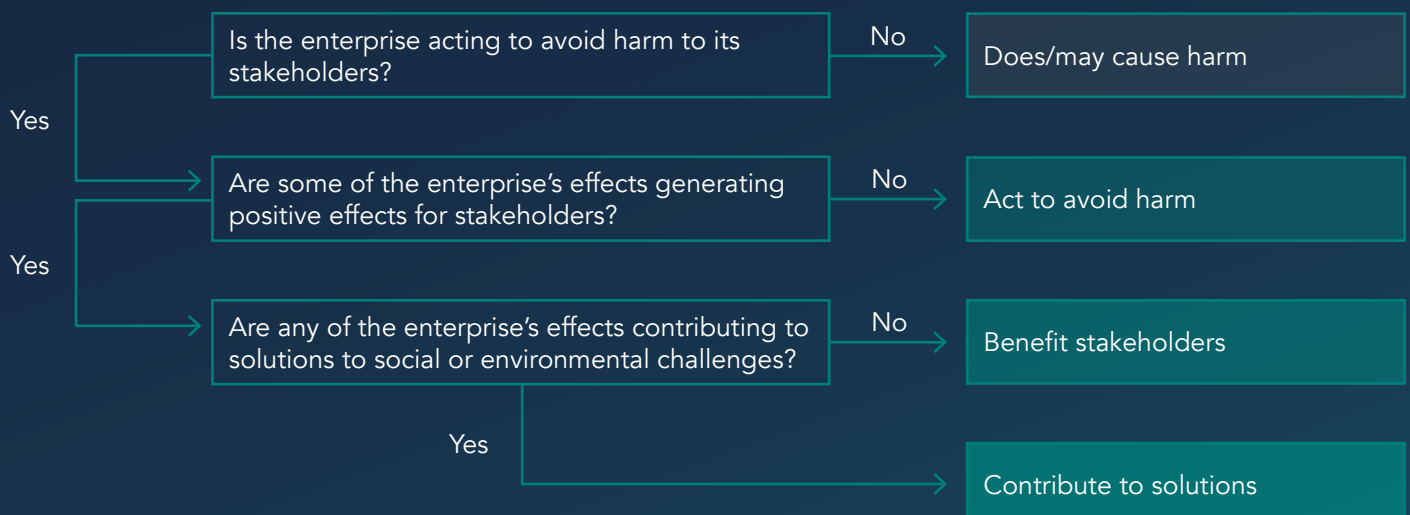 Is the enterprise acting to avoid harm to its
stakeholders?
No
Does/may cause harm
Yes
Are some of the enterprise’s effects generating
positive effects for stakeholders?
No
Act to avoid harm
Yes
Are any of the enterprise’s effects contributing to
solutions to social or environmental challenges?
No
Benefit stakeholders
Yes
Contribute to solutions